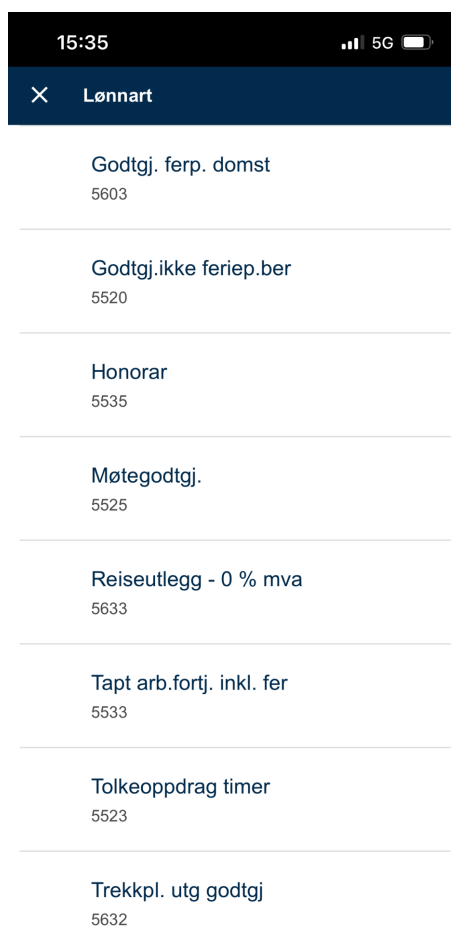 15:35 5G
Lønnart
Godtgj. ferp. domst
5603
Godtgj.ikke feriep.ber
5520
Honorar
5535
Møtegodtgj.
5525
Reiseutlegg - 0 % mva
5633
Tapt arb.fortj. inkl. fer
5533
Tolkeoppdrag timer
5523
Trekkpl. utg godtgj
5632